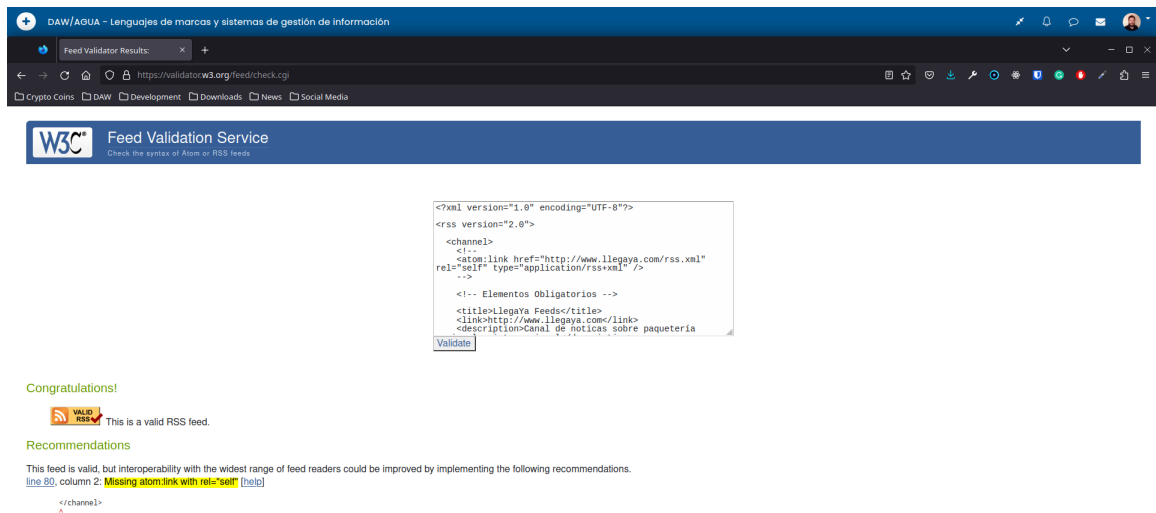 DAW/AGUA - Lenguajes de marcas y sistemas de gestión de información
Feed Validator Results:
https://validator.w3.org/feed/check.cgi
Crypto Coins DAW Development Downloads News Social Media
W3C® Feed Validation Service
Check the syntax of Atom or RSS feeds
<?xml version="1.0" encoding="UTF-8"?>
<rss version="2.0">
<channel>
<!--
<atom:link href="http://www.llegaya.com/rss.xml"
rel="self" type="application/rss+xml" />
-->
<!-- Elementos Obligatorios -->
<title>LlegaYa Feeds</title>
<link>http://www.llegaya.com</link>
<description>Canal de noticas sobre paquetería
Validate
Congratulations!
VALID RSS This is a valid RSS feed.
Recommendations
This feed is valid, but interoperability with the widest range of feed readers could be improved by implementing the following recommendations.
line 80, column 2: Missing atom:link with rel="self" [help]
</channel>
^